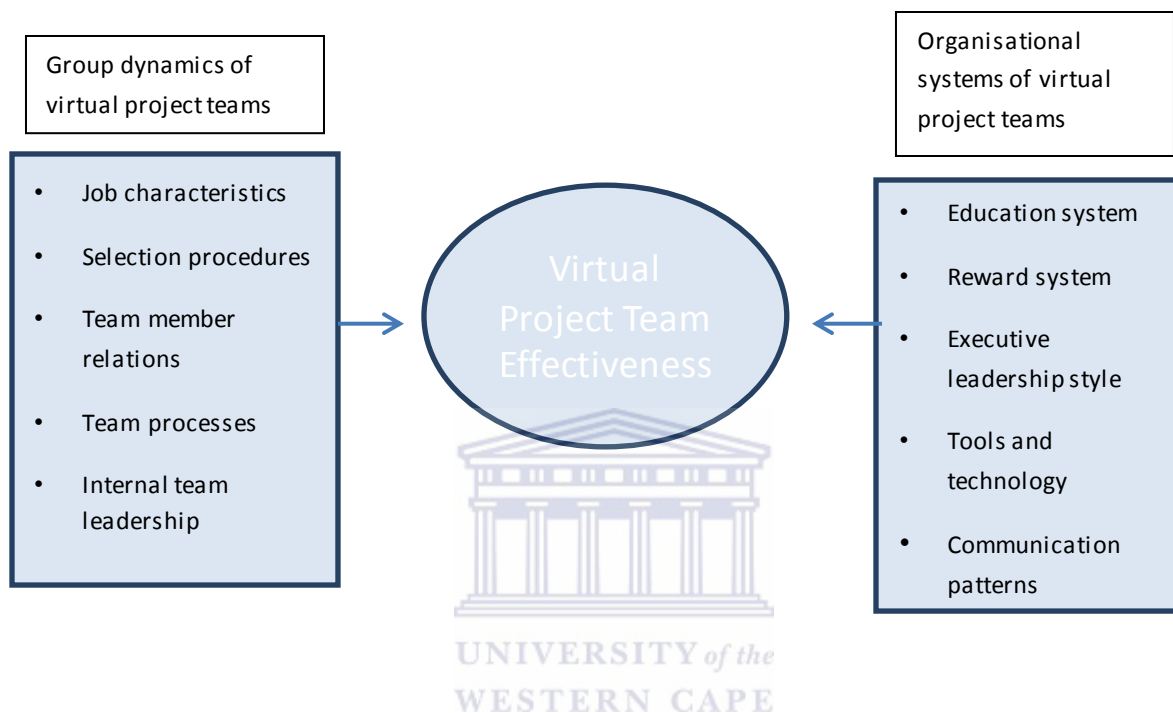 Group dynamics of
virtual project teams
• Job characteristics
• Selection procedures
• Team member
relations
• Team processes
• Internal team
leadership
Virtual
Project Team
Effectiveness
Organisational
systems of virtual
project teams
• Education system
• Reward system
• Executive
leadership style
• Tools and
technology
• Communication
patterns
UNIVERSITY of the
WESTERN CAPE